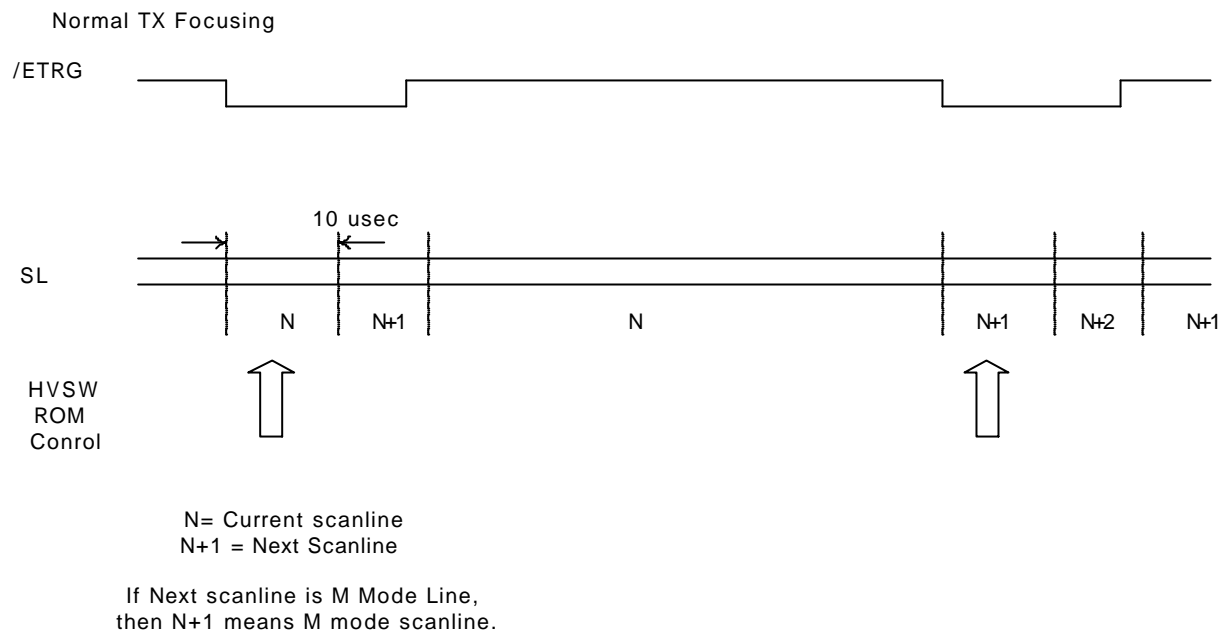 Normal TX Focusing
/ETRG
10 usec
SL
N N+1 N N+1 N+2 N+1
HVSW
ROM
Conrol
N= Current scanline
N+1 = Next Scanline
If Next scanline is M Mode Line,
then N+1 means M mode scanline.